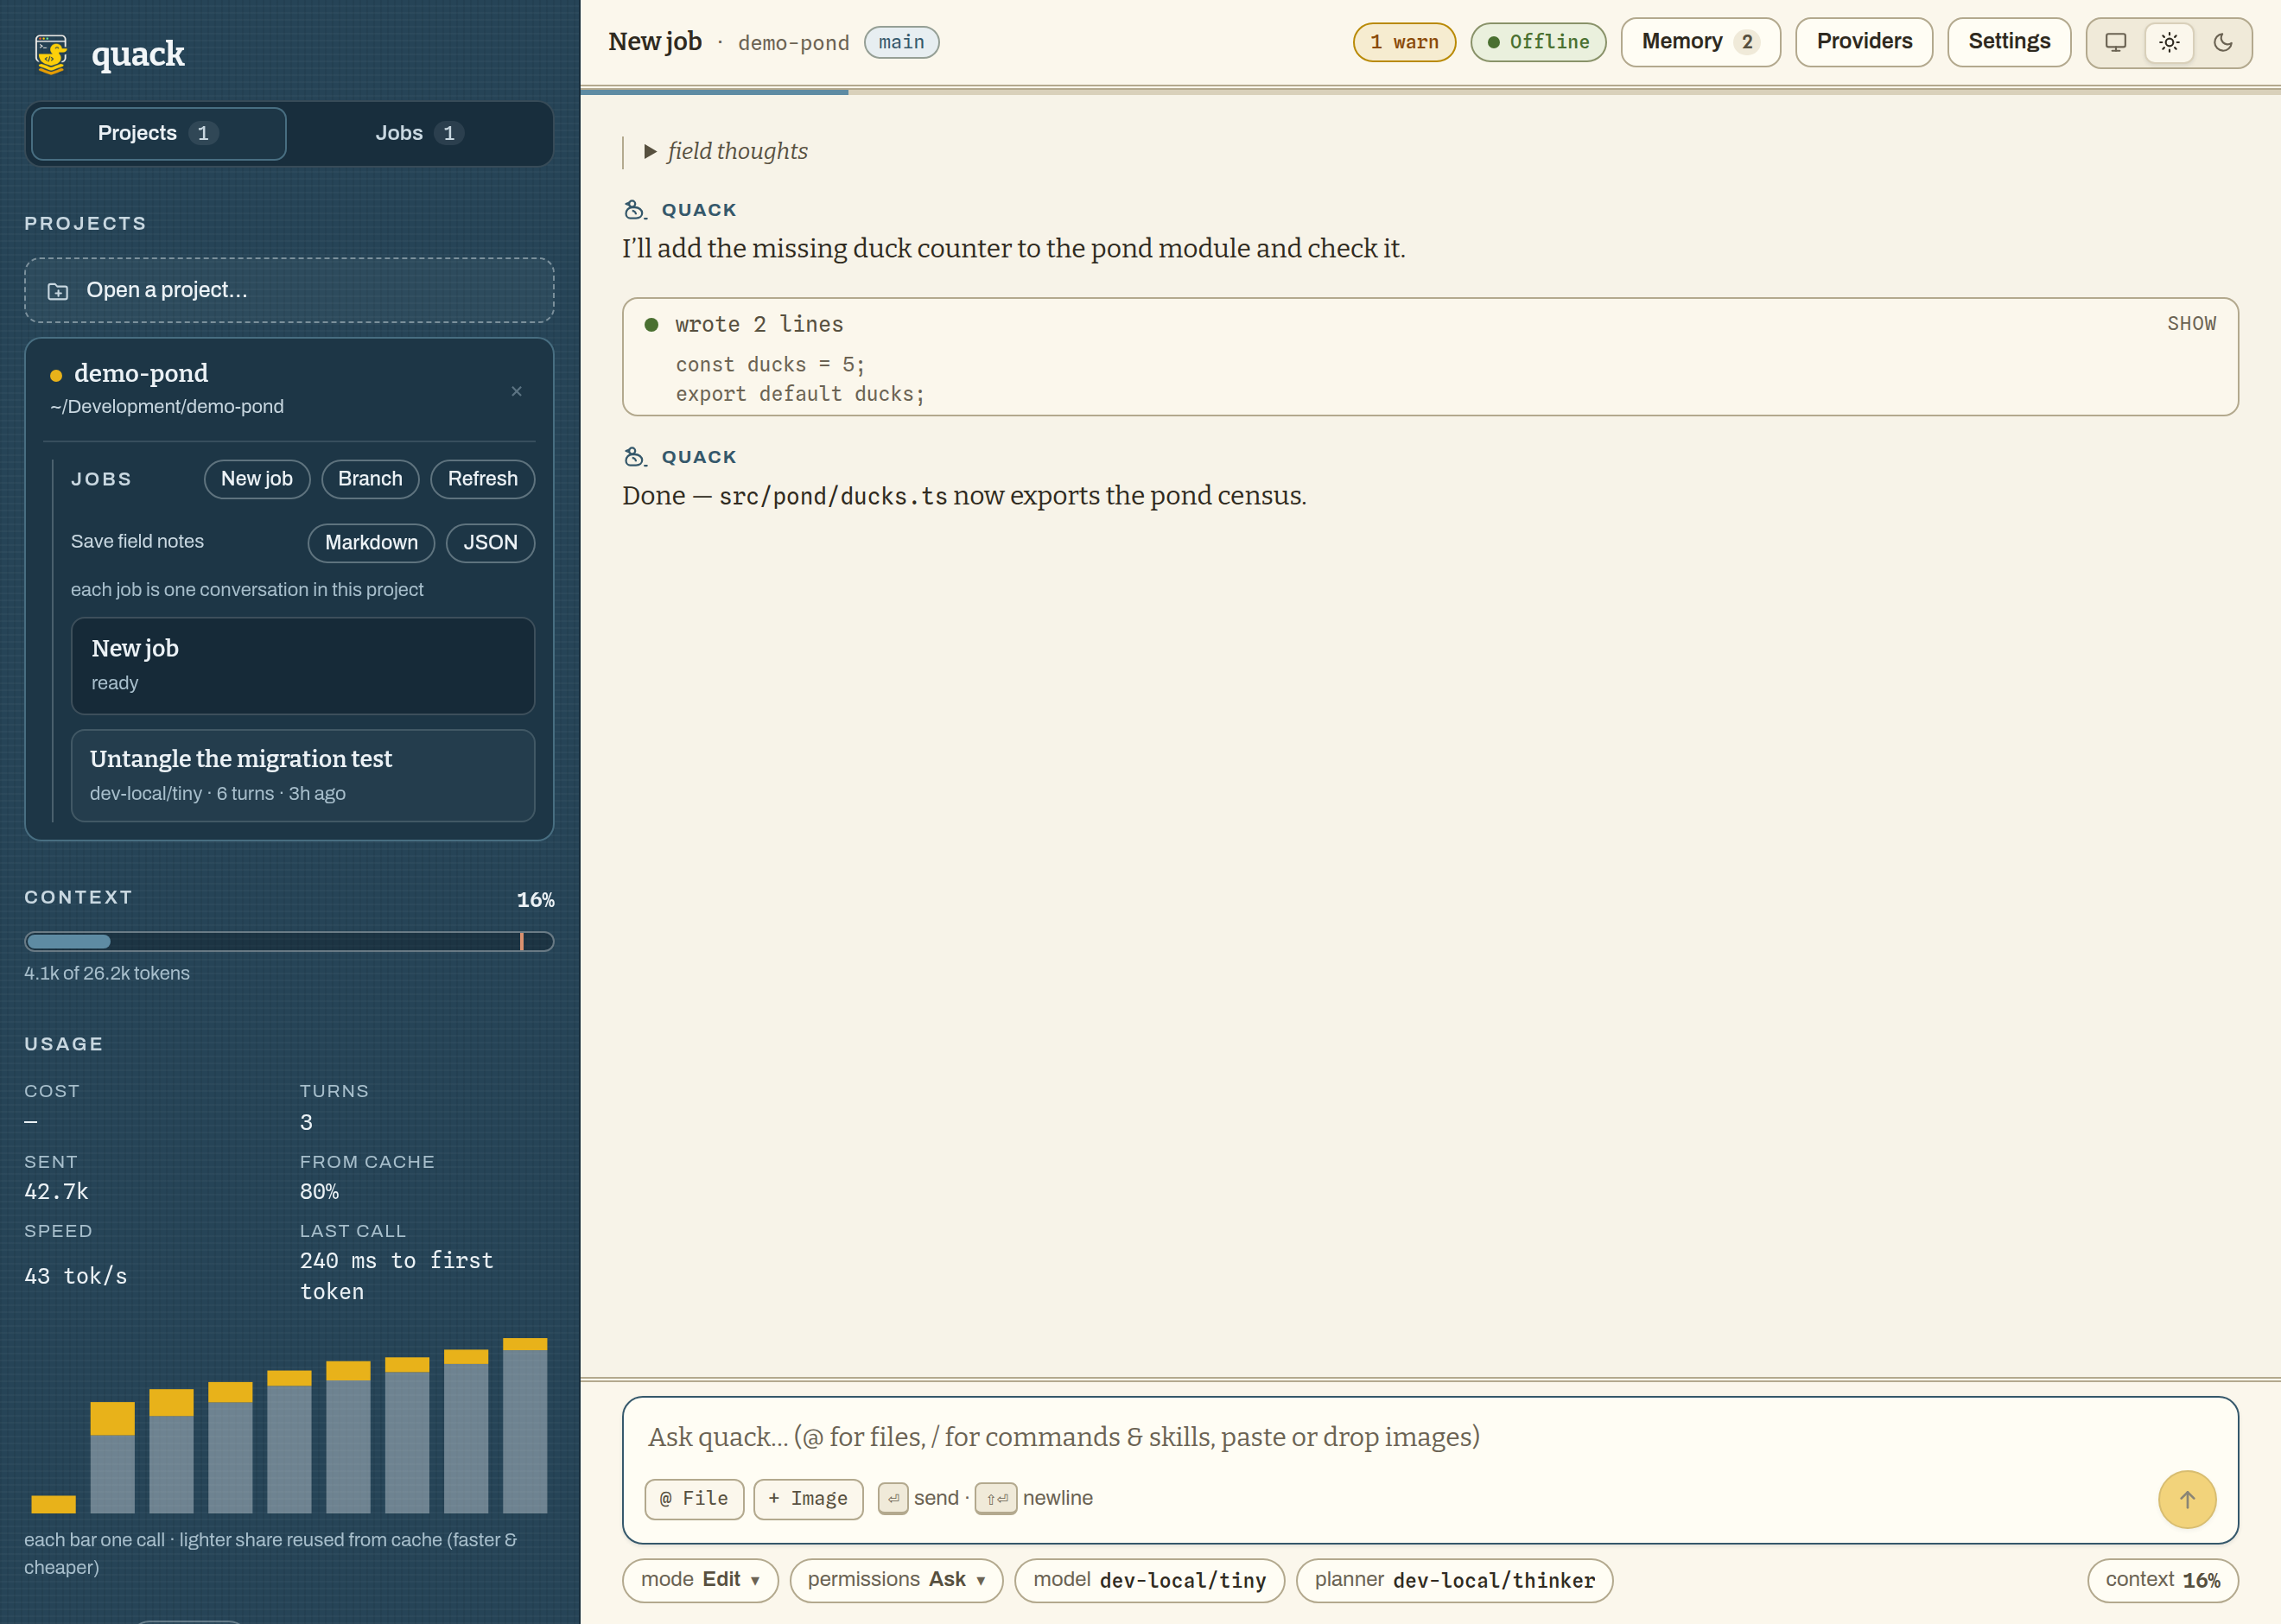 quack
Projects 1
Jobs 1
PROJECTS
Open a project…
demo-pond
~/Development/demo-pond
×
JOBS
New job
Branch
Refresh
Save field notes
Markdown
JSON
each job is one conversation in this project
New job
ready
Untangle the migration test
dev-local/tiny · 6 turns · 3h ago
CONTEXT
16%
4.1k of 26.2k tokens
USAGE
COST
—
TURNS
3
SENT
42.7k
FROM CACHE
80%
SPEED
43 tok/s
LAST CALL
240 ms to first
token
each bar one call · lighter share reused from cache (faster &
cheaper)
New job · demo-pond main
1 warn
Offline
Memory 2
Providers
Settings
field thoughts
QUACK
I’ll add the missing duck counter to the pond module and check it.
wrote 2 lines
SHOW
const ducks = 5;
export default ducks;
QUACK
Done — src/pond/ducks.ts now exports the pond census.
Ask quack… (@ for files, / for commands & skills, paste or drop images)
@ File
+ Image
⏎ send · ⇧⏎ newline
mode Edit ▾
permissions Ask ▾
model dev-local/tiny
planner dev-local/thinker
context 16%